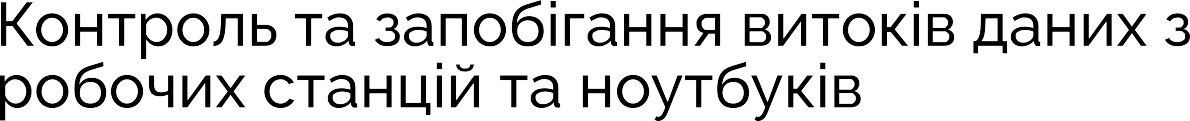 Контроль та запобігання витоків даних з
робочих станцій та ноутбуків